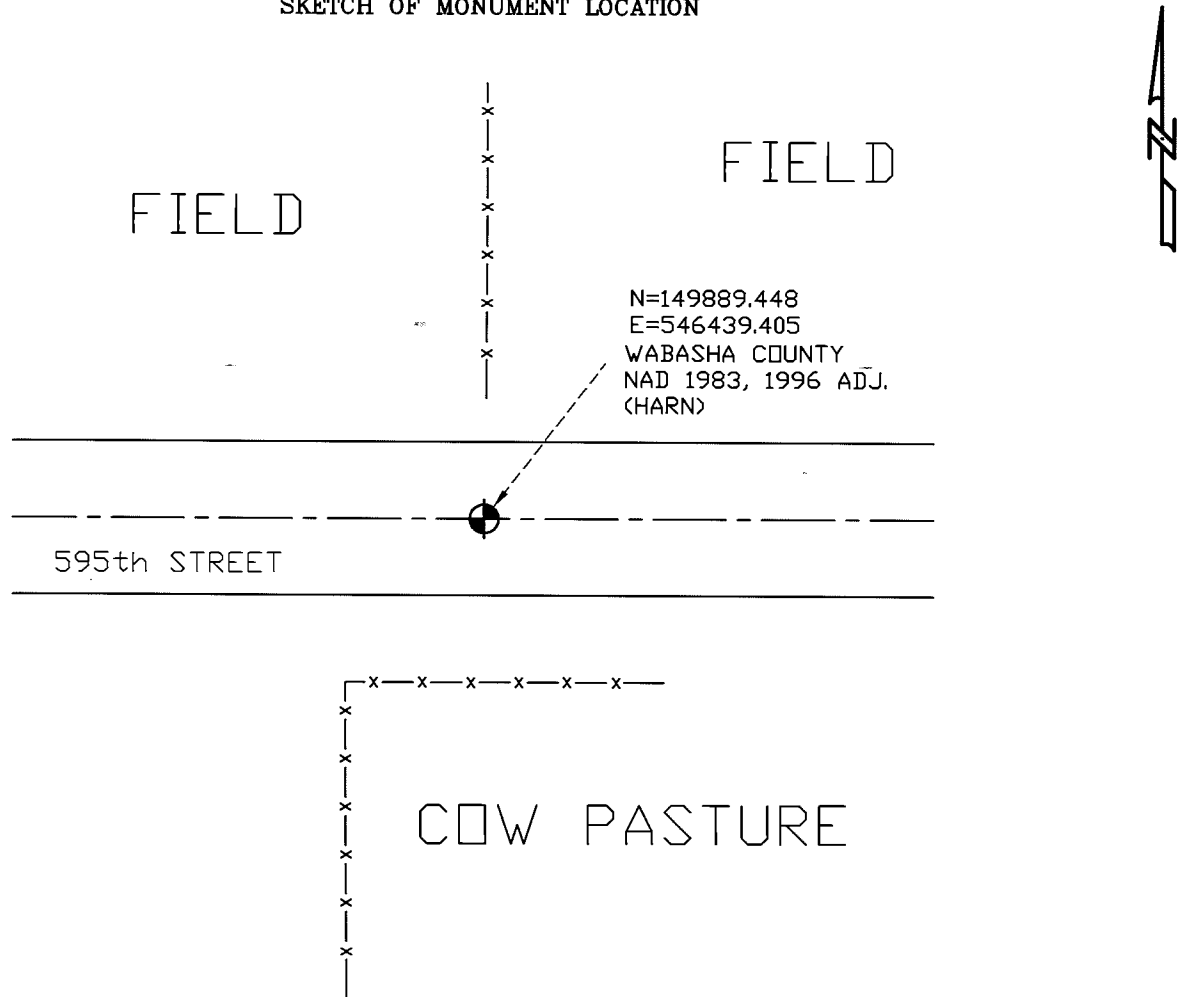 SKETCH OF MONUMENT LOCATION
FIELD
FIELD
N
N=149889.448
E=546439.405
WABASHA COUNTY
NAD 1983, 1996 ADJ.
(HARN)
595th STREET
COW PASTURE